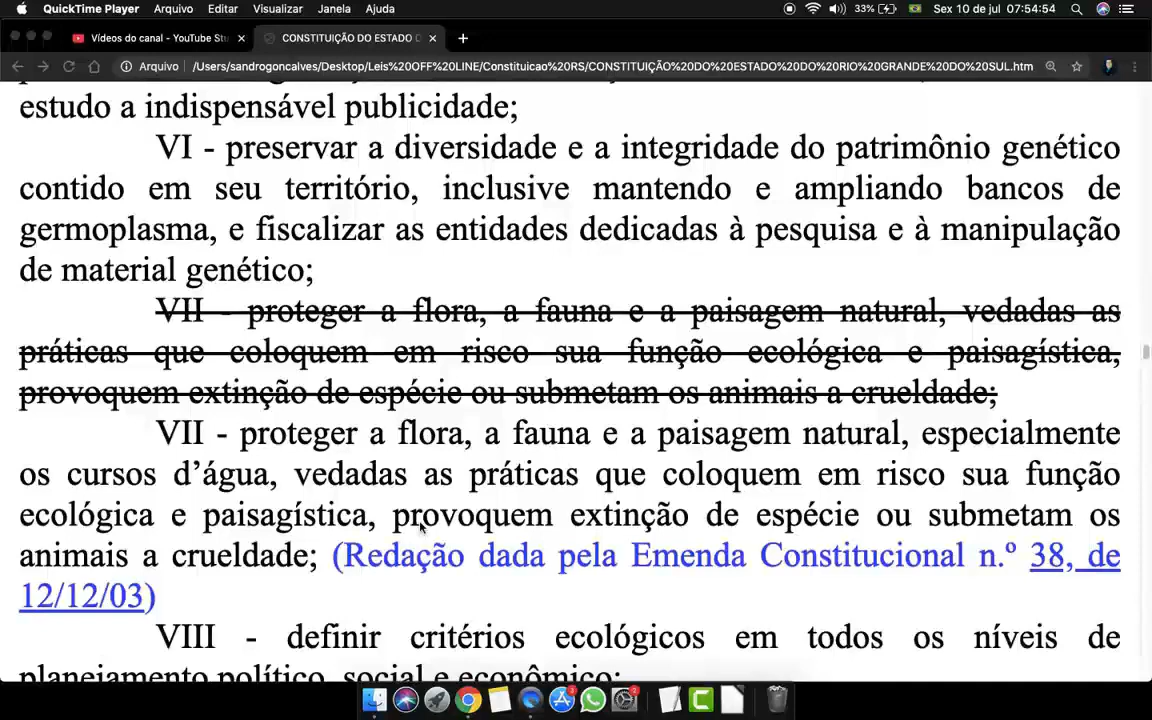 QuickTime Player Arquivo Editar Visualizar Janela Ajuda 33% Sex 10 de jul 07:54:54
Vídeos do canal - YouTube Stu CONSTITUIÇÃO DO ESTADO D
Arquivo /Users/sandrogoncalves/Desktop/Leis%20OFF%20LINE/Constituicao%20RS/CONSTITUIÇÃO%20DO%20ESTADO%20DO%20RIO%20GRANDE%20DO%20SUL.htm
estudo a indispensável publicidade;
VI - preservar a diversidade e a integridade do patrimônio genético
contido em seu território, inclusive mantendo e ampliando bancos de
germoplasma, e fiscalizar as entidades dedicadas à pesquisa e à manipulação
de material genético;
VII - proteger a flora, a fauna e a paisagem natural, vedadas as
práticas que coloquem em risco sua função ecológica e paisagística,
provoquem extinção de espécie ou submetam os animais a crueldade;
VII - proteger a flora, a fauna e a paisagem natural, especialmente
os cursos d’água, vedadas as práticas que coloquem em risco sua função
ecológica e paisagística, provoquem extinção de espécie ou submetam os
animais a crueldade; (Redação dada pela Emenda Constitucional n.º 38, de
12/12/03)
VIII - definir critérios ecológicos em todos os níveis de
planejamento político, social e econômico;